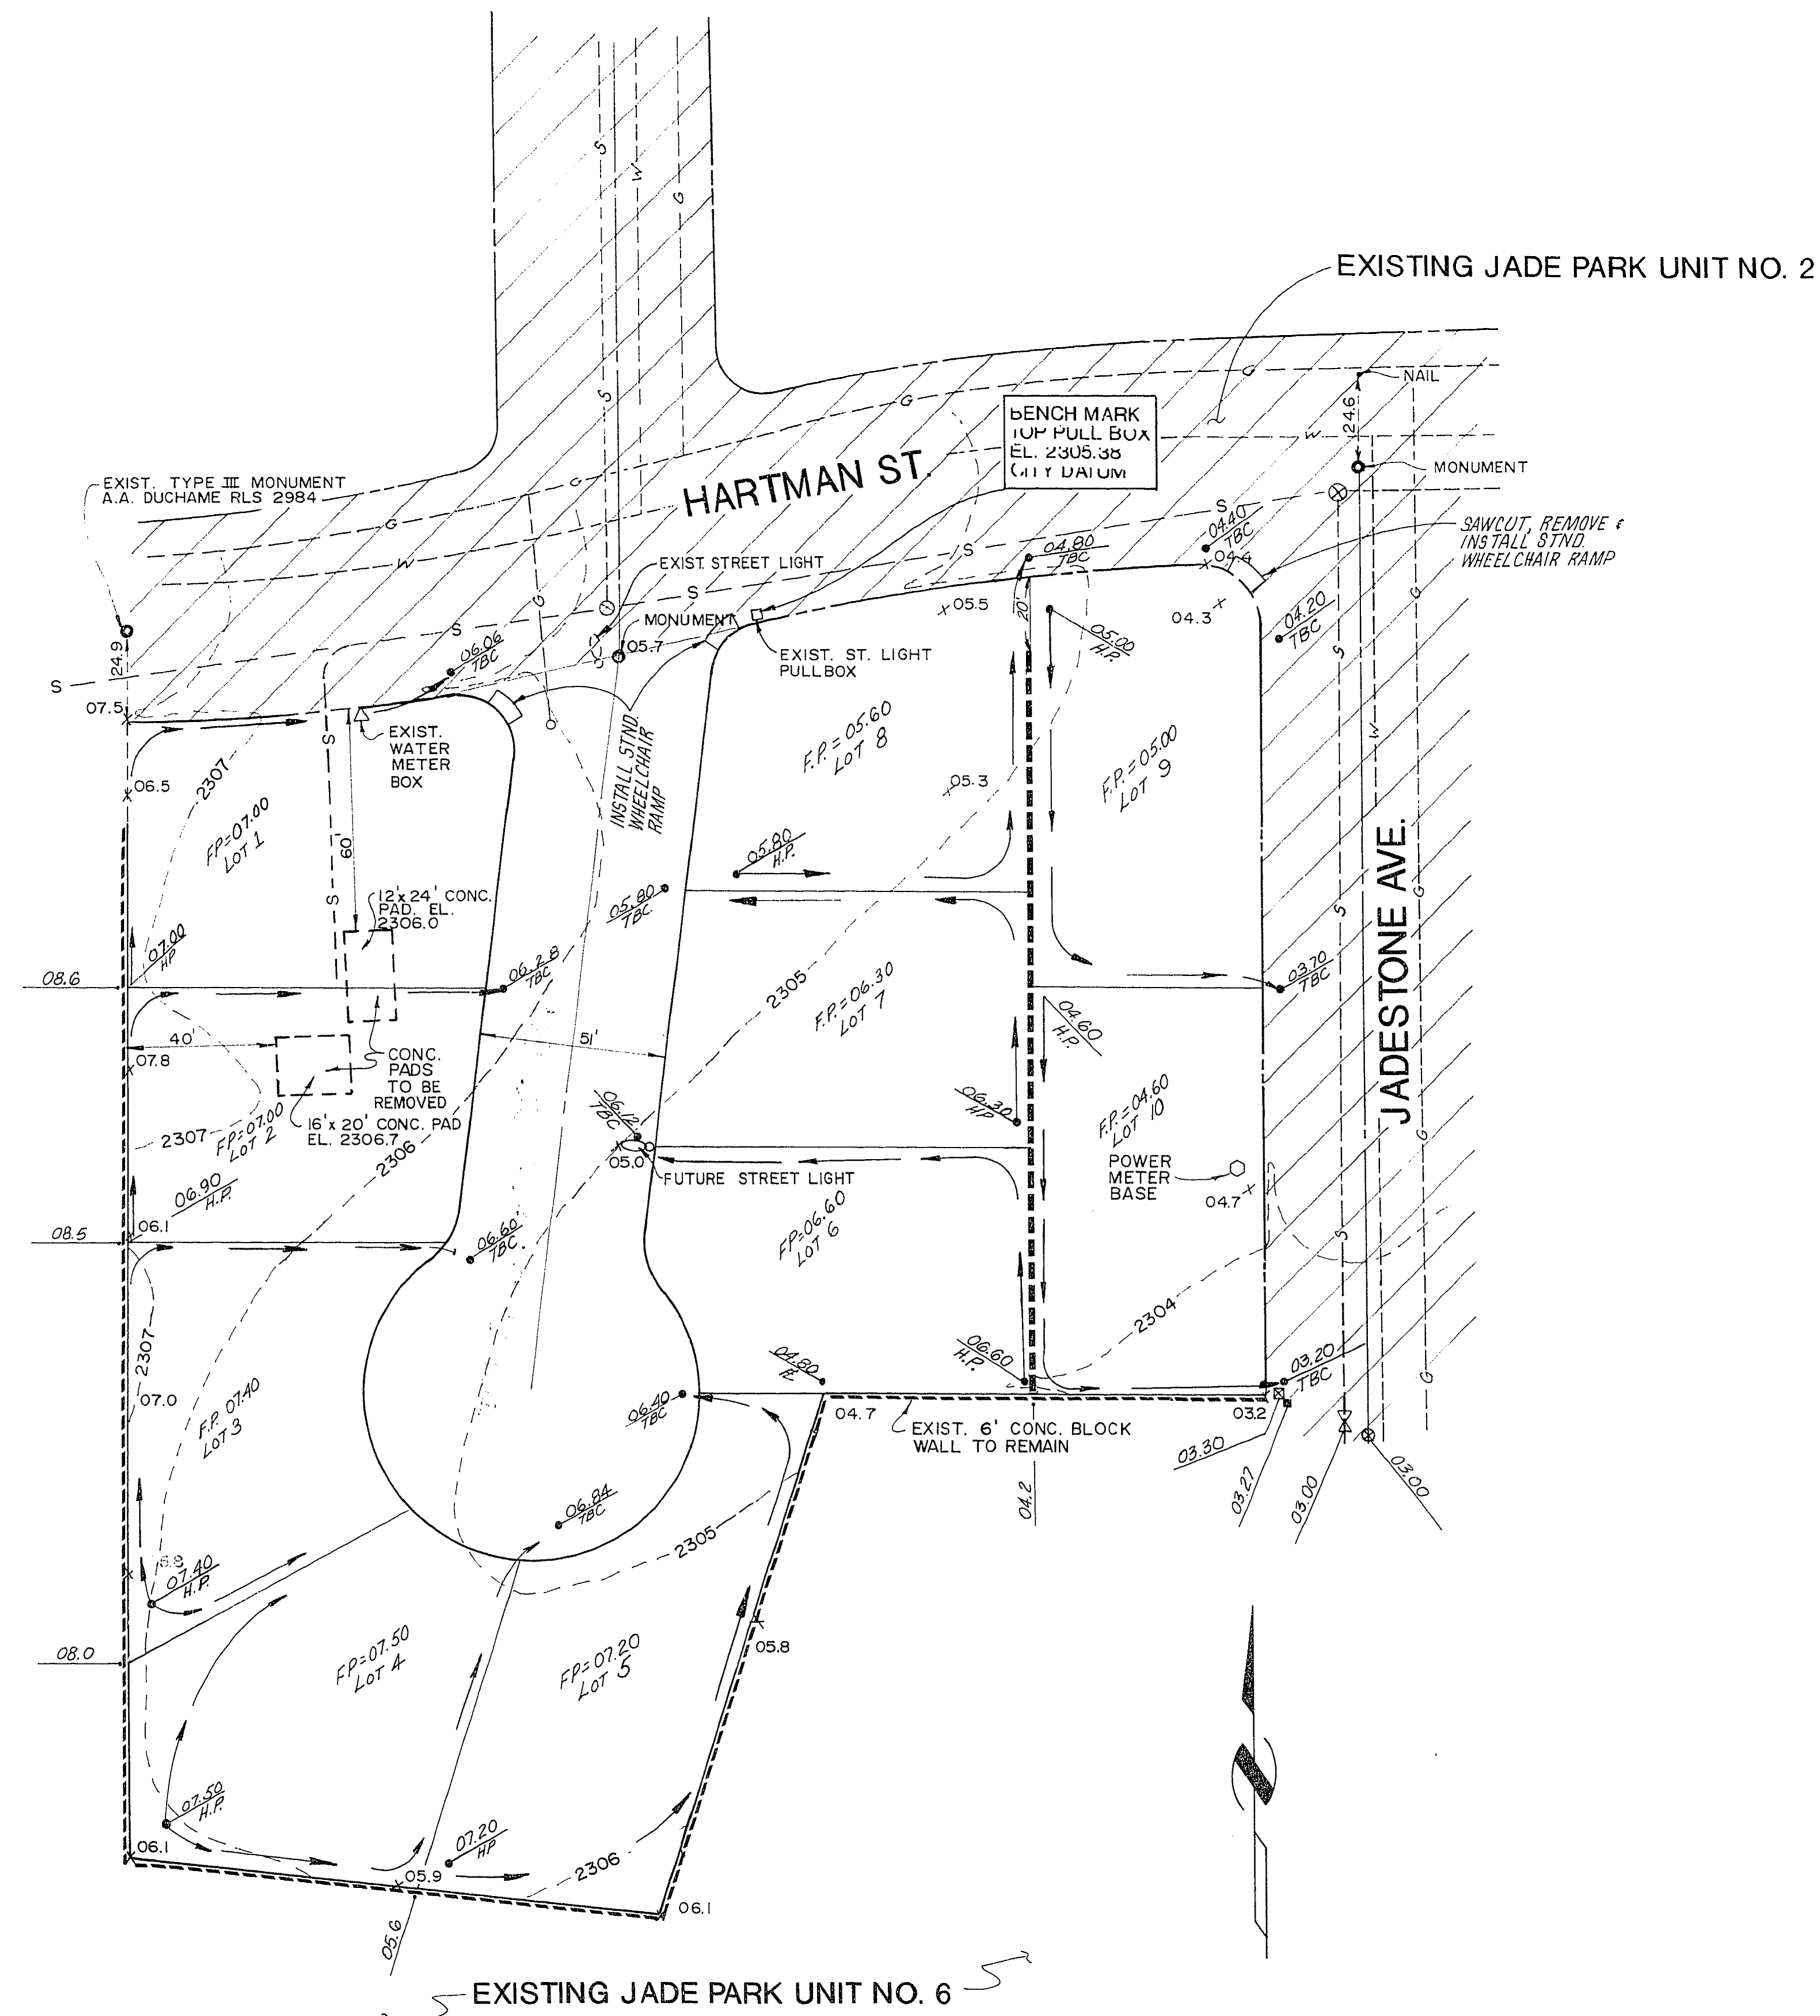 EXISTING JADE PARK UNIT NO. 2
NAIL
24.6
BENCH MARK
TOP PULL BOX
EL. 2305.38
CITY DATUM
HARTMAN ST.
MONUMENT
EXIST. TYPE III MONUMENT
A.A. DUCHAME RLS 2984
SAWCUT, REMOVE &
INSTALL STND.
WHEELCHAIR RAMP
04.40
TBC
04.80
TBC
04.6
EXIST. STREET LIGHT
MONUMENT
05.7
05.5
20'
04.3
04.20
TBC
05.00
H.P.
24.9
06.06
TBC
EXIST. ST. LIGHT
PULLBOX
S
07.5
EXIST.
WATER
METER
BOX
INSTALL STND.
WHEELCHAIR
RAMP
F.P.=05.60
LOT 8
F.P.=05.00
LOT 9
06.5
2307
05.3
FP=07.00
LOT 1
60'
05.80
H.P.
12'x24' CONC.
PAD. EL.
2306.0
05.80
TBC
JADESTONE AVE.
07.00
HP
08.6
06.28
TBC
2305
F.P.=06.30
LOT 7
03.70
TBC
04.60
H.P.
40'
51'
07.8
CONC.
PADS
TO BE
REMOVED
16'x 20' CONC. PAD
EL. 2306.7
2307
FP=07.00
LOT 2
2306
06.12
TBC
05.0
FUTURE STREET LIGHT
06.30
HP
F.P.=04.60
LOT 10
POWER
METER
BASE
04.7
06.90
H.P.
06.1
08.5
06.60
TBC
FP=06.60
LOT 6
2304
2307
07.0
F.P. 07.40
LOT 3
04.80
06.60
H.P.
03.20
TBC
06.40
TBC
04.7
03.2
EXIST. 6' CONC. BLOCK
WALL TO REMAIN
03.30
03.27
03.00
03.00
04.2
06.84
TBC
2305
07.40
H.P.
08.0
FP=07.50
LOT 4
FP=07.20
LOT 5
05.8
N
07.50
H.P.
07.20
HP
06.1
05.9
2306
06.1
05.6
EXISTING JADE PARK UNIT NO. 6